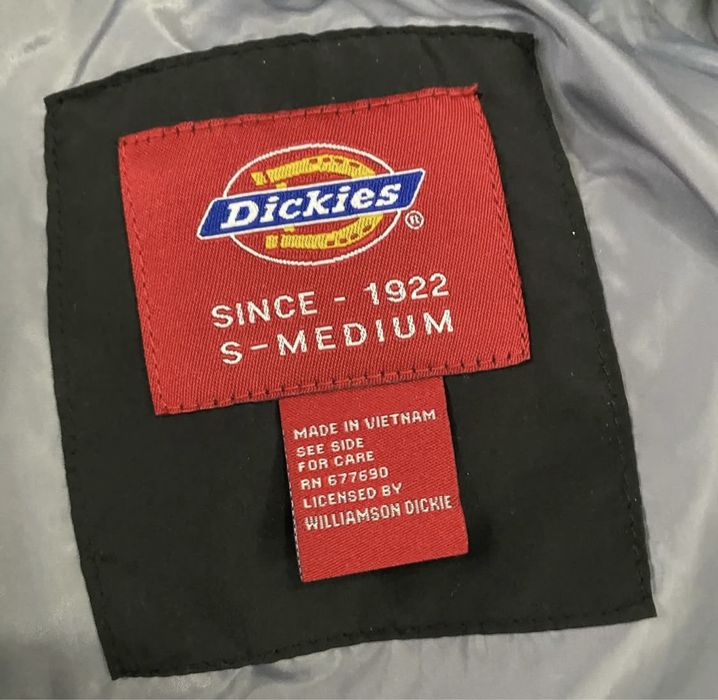 Dickies®
SINCE - 1922
S-MEDIUM
MADE IN VIETNAM
SEE SIDE
FOR CARE
RN 677690
LICENSED BY
WILLIAMSON DICKIE